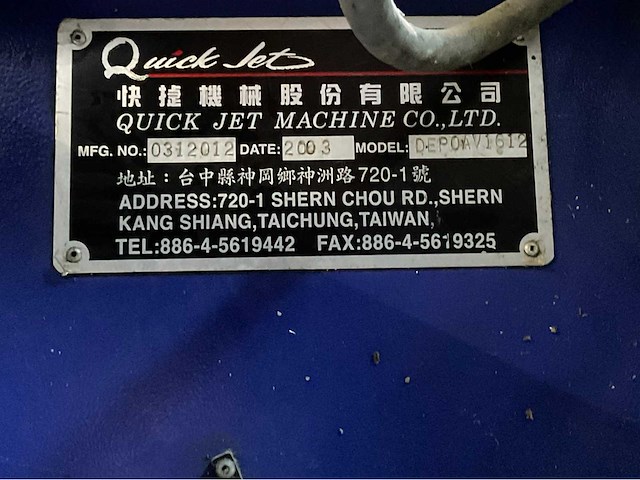 Quick Jet
快捷機械股份有限公司
QUICK JET MACHINE CO.,LTD.
MFG. NO.: 0312012 DATE: 2003 MODEL: DEPOAV1612
地址：台中縣神岡鄉神洲路720-1號
ADDRESS:720-1 SHERN CHOU RD.,SHERN
KANG SHIANG,TAICHUNG,TAIWAN,
TEL:886-4-5619442 FAX:886-4-5619325